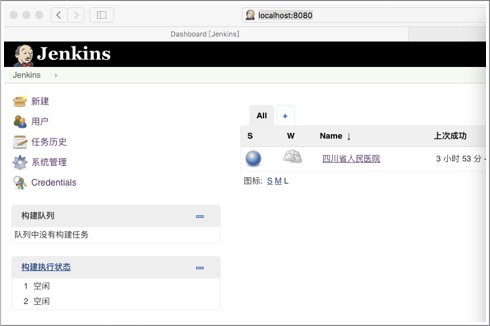 localhost:8080
Dashboard [Jenkins]
Jenkins
Jenkins
新建
用户
任务历史
系统管理
Credentials
All +
S W Name ↓ 上次成功
四川省人民医院 3 小时 53 分
图标: S M L
构建队列
队列中没有构建任务
构建执行状态
1 空闲
2 空闲